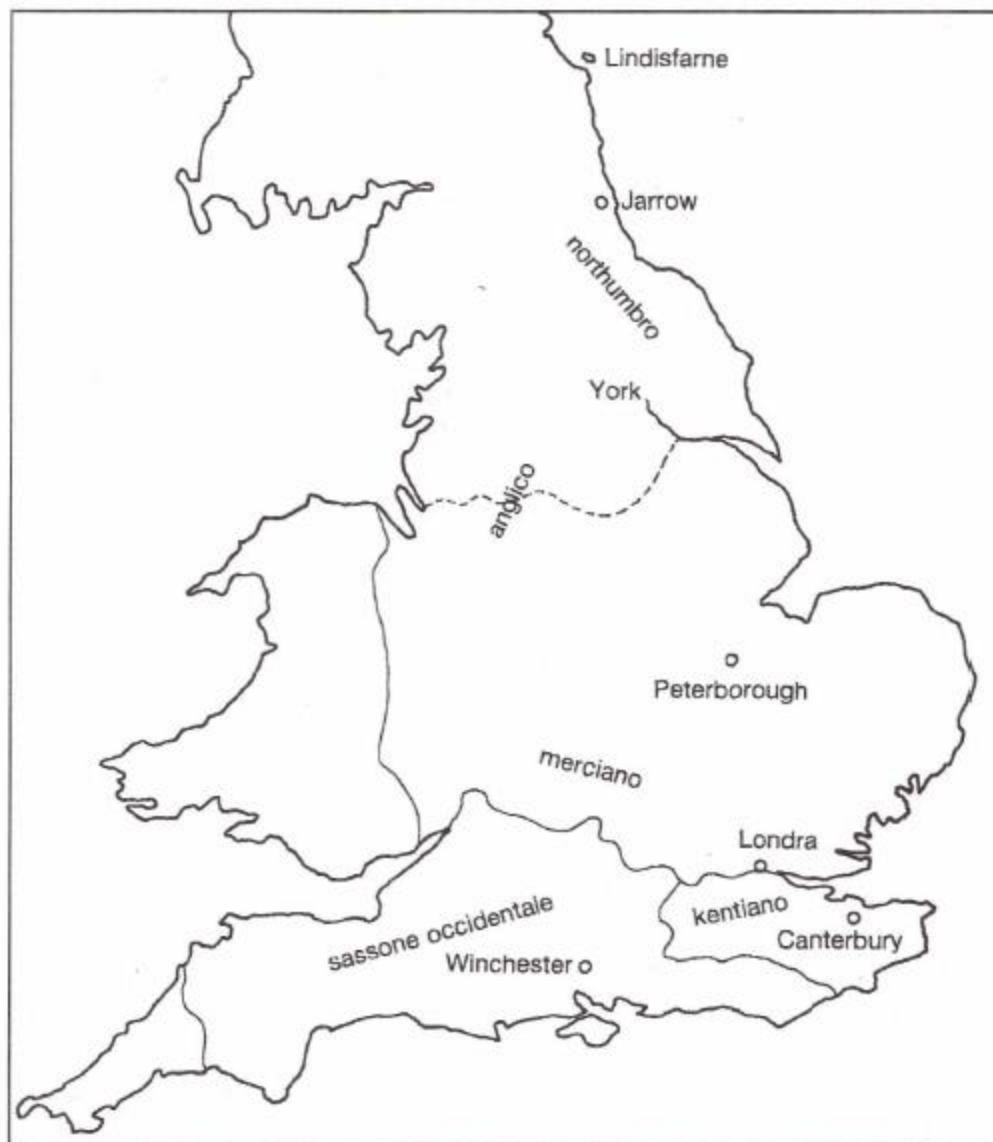 Lindisfarne
Jarrow
northumbro
York
anglico
Peterborough
merciano
Londra
kentiano
sassone occidentale
Canterbury
Winchester